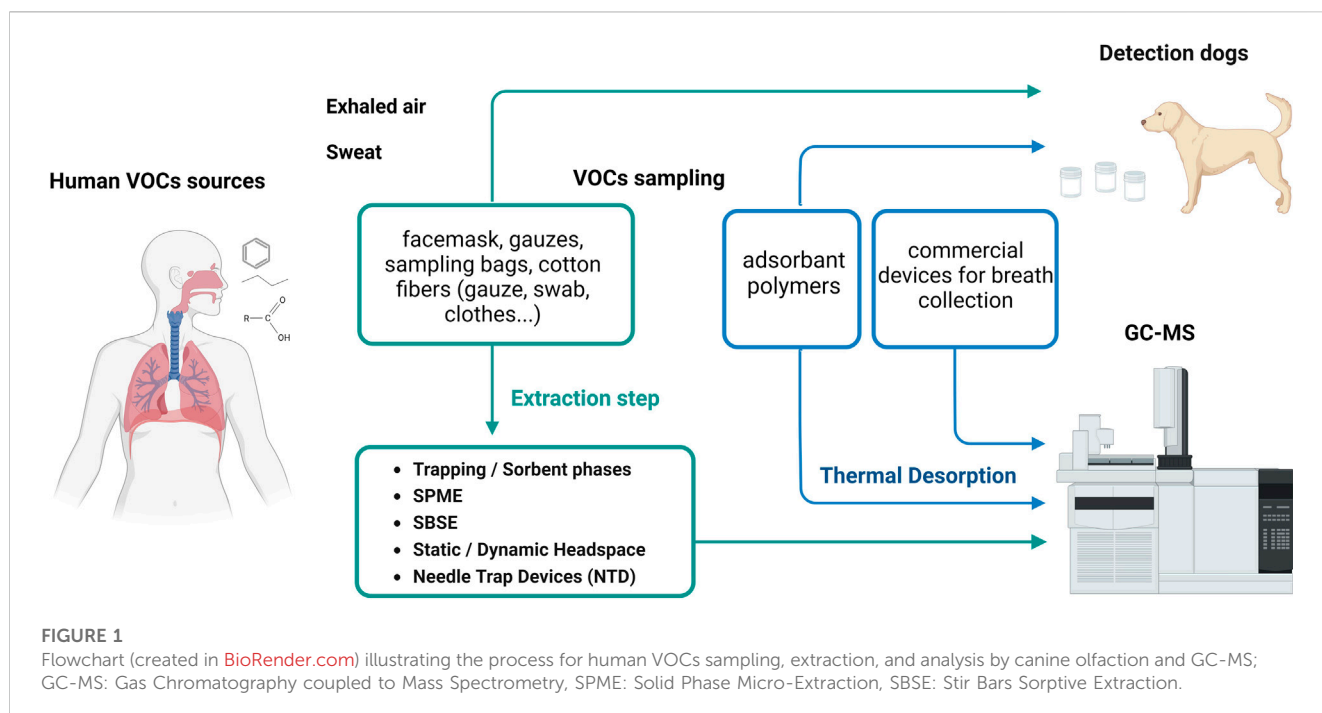 Detection dogs
Exhaled air
Sweat
Human VOCs sources
VOCs sampling
facemask, gauzes,
sampling bags, cotton
fibers (gauze, swab,
clothes...)
adsorbant
polymers
commercial
devices for breath
collection
R
C
O
OH
GC-MS
Extraction step
Thermal Desorption
• Trapping / Sorbent phases
• SPME
• SBSE
• Static / Dynamic Headspace
• Needle Trap Devices (NTD)
FIGURE 1
Flowchart (created in BioRender.com) illustrating the process for human VOCs sampling, extraction, and analysis by canine olfaction and GC-MS;
GC-MS: Gas Chromatography coupled to Mass Spectrometry, SPME: Solid Phase Micro-Extraction, SBSE: Stir Bars Sorptive Extraction.